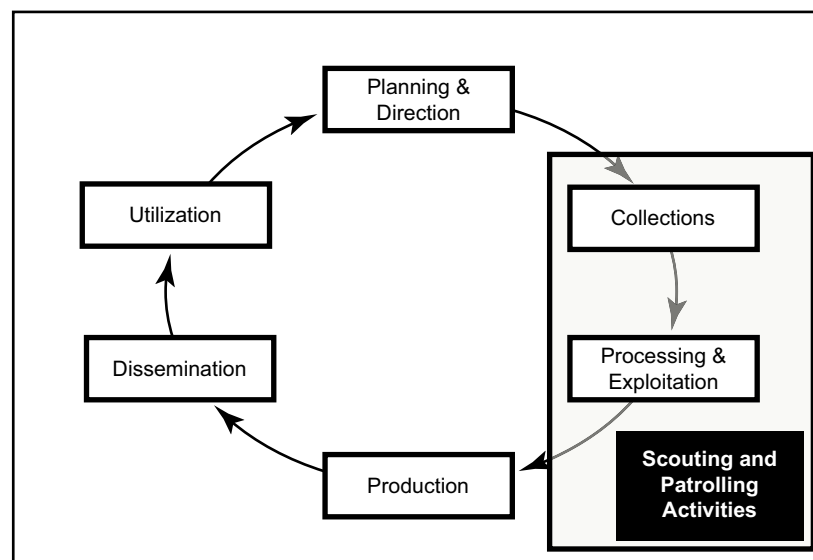 Planning &
Direction
Utilization
Collections
Dissemination
Processing &
Exploitation
Production
Scouting and
Patrolling
Activities